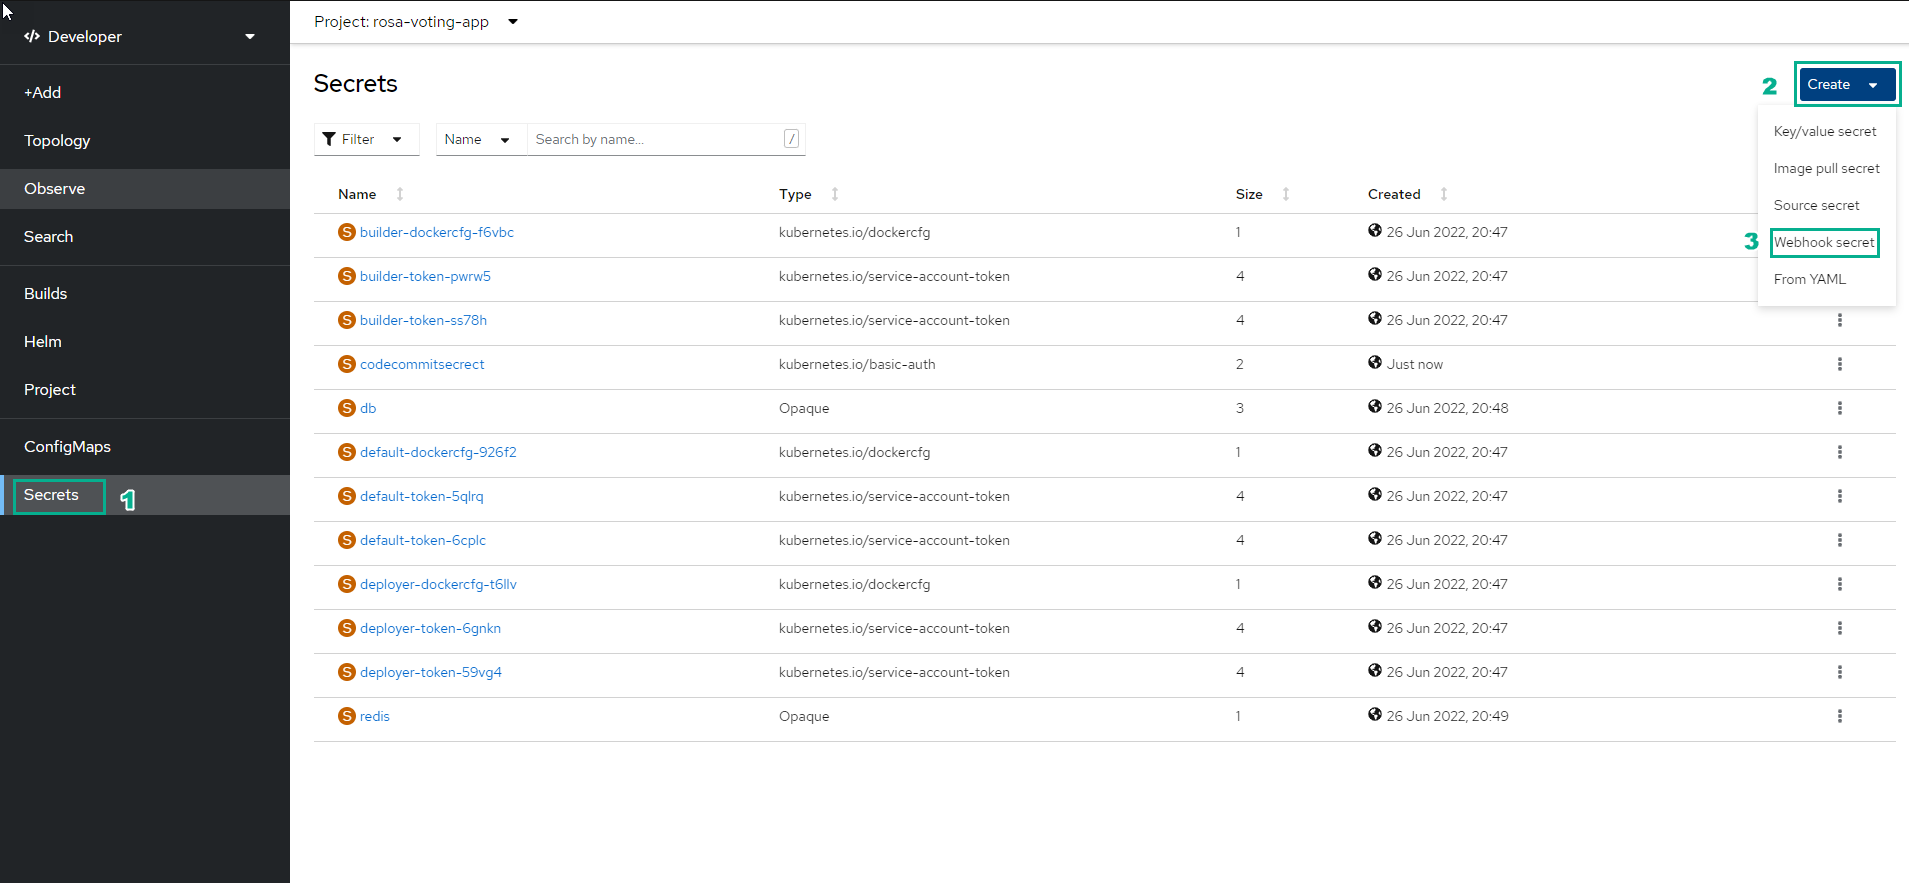 Developer
Project: rosa-voting-app
+Add
Topology
Observe
Search
Builds
Helm
Project
ConfigMaps
Secrets 1
Secrets
2 Create
Key/value secret
Image pull secret
Source secret
3 Webhook secret
From YAML
Filter Name Search by name... /
Name Type Size Created
S builder-dockercfg-f6vbc kubernetes.io/dockercfg 1 26 Jun 2022, 20:47
S builder-token-pwrw5 kubernetes.io/service-account-token 4 26 Jun 2022, 20:47
S builder-token-ss78h kubernetes.io/service-account-token 4 26 Jun 2022, 20:47
S codecommitsecrect kubernetes.io/basic-auth 2 Just now
S db Opaque 3 26 Jun 2022, 20:48
S default-dockercfg-926f2 kubernetes.io/dockercfg 1 26 Jun 2022, 20:47
S default-token-5qlrq kubernetes.io/service-account-token 4 26 Jun 2022, 20:47
S default-token-6cplc kubernetes.io/service-account-token 4 26 Jun 2022, 20:47
S deployer-dockercfg-t6llv kubernetes.io/dockercfg 1 26 Jun 2022, 20:47
S deployer-token-6gnkn kubernetes.io/service-account-token 4 26 Jun 2022, 20:47
S deployer-token-59vg4 kubernetes.io/service-account-token 4 26 Jun 2022, 20:47
S redis Opaque 1 26 Jun 2022, 20:49